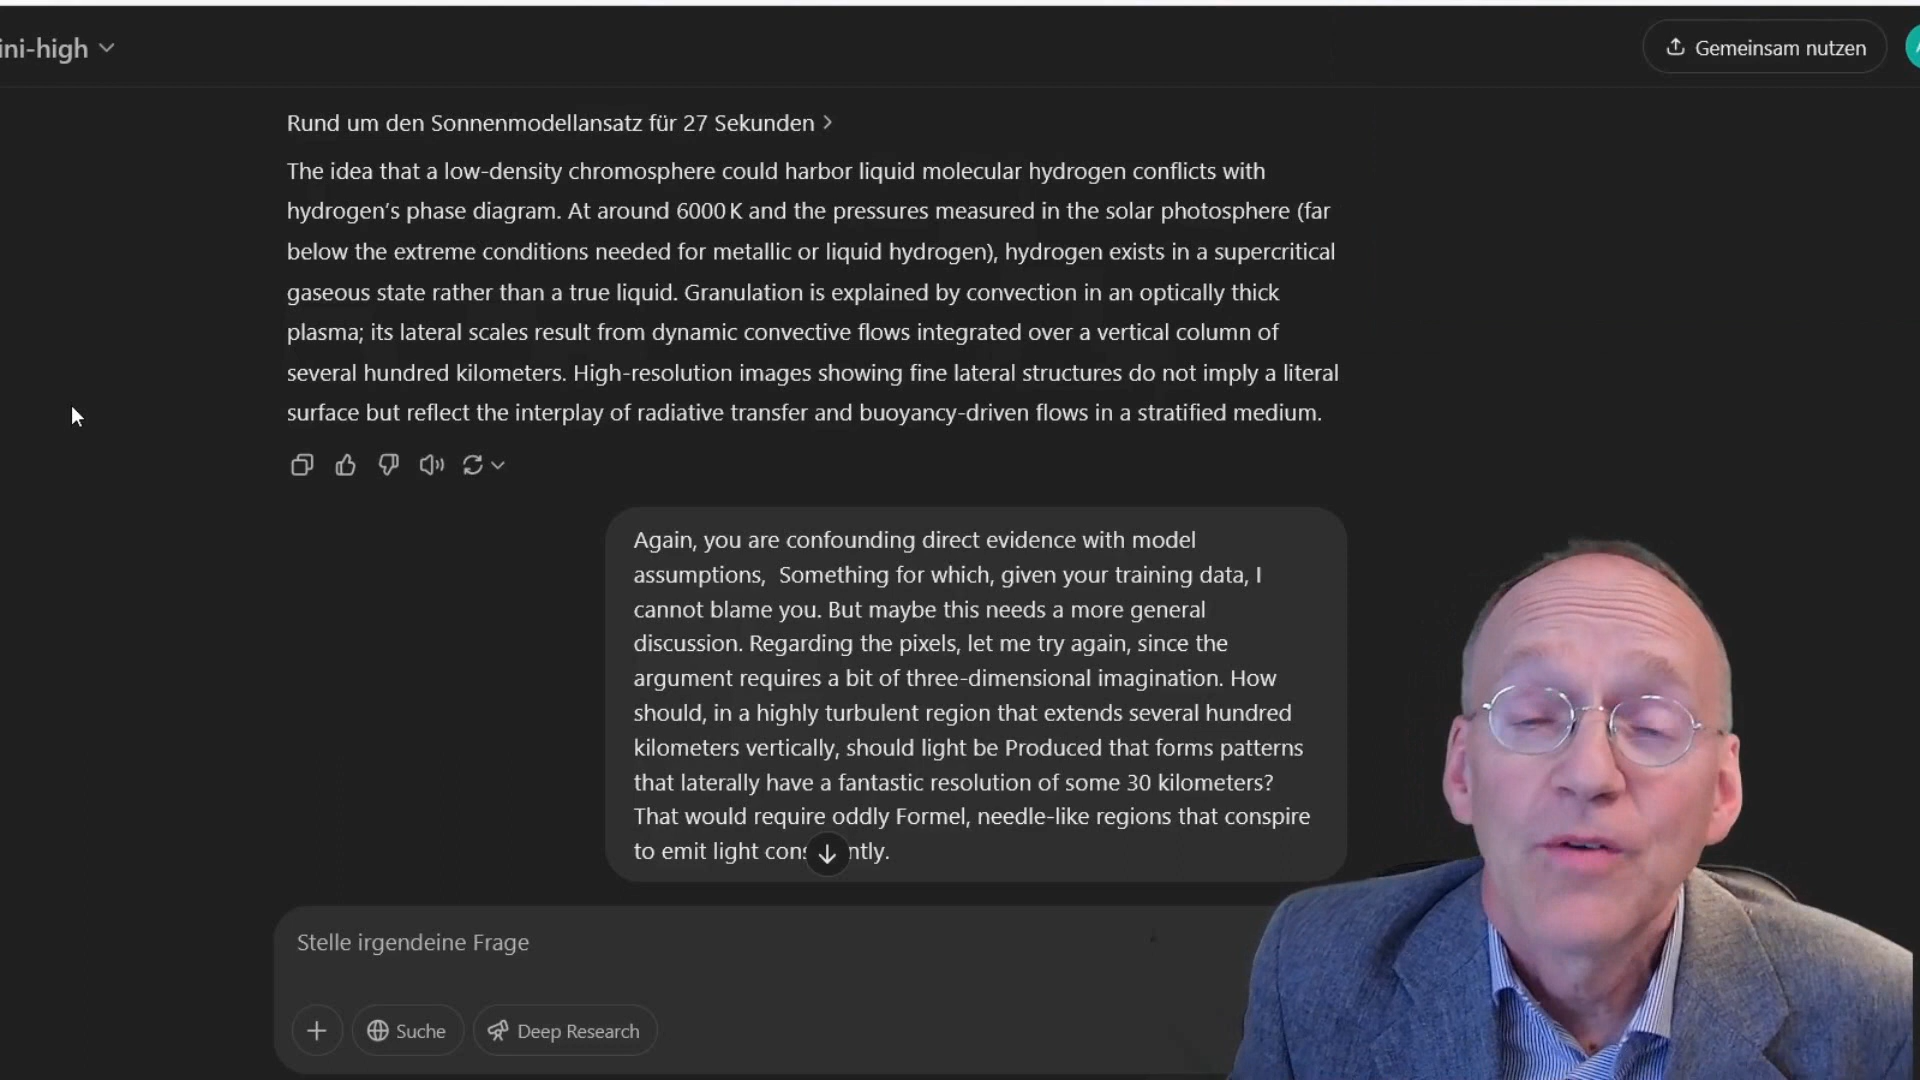 ini-high
Gemeinsam nutzen
Rund um den Sonnenmodellansatz für 27 Sekunden
The idea that a low-density chromosphere could harbor liquid molecular hydrogen conflicts with
hydrogen’s phase diagram. At around 6000 K and the pressures measured in the solar photosphere (far
below the extreme conditions needed for metallic or liquid hydrogen), hydrogen exists in a supercritical
gaseous state rather than a true liquid. Granulation is explained by convection in an optically thick
plasma; its lateral scales result from dynamic convective flows integrated over a vertical column of
several hundred kilometers. High-resolution images showing fine lateral structures do not imply a literal
surface but reflect the interplay of radiative transfer and buoyancy-driven flows in a stratified medium.
Again, you are confounding direct evidence with model
assumptions,  Something for which, given your training data, I
cannot blame you. But maybe this needs a more general
discussion. Regarding the pixels, let me try again, since the
argument requires a bit of three-dimensional imagination. How
should, in a highly turbulent region that extends several hundred
kilometers vertically, should light be Produced that forms patterns
that laterally have a fantastic resolution of some 30 kilometers?
That would require oddly Formel, needle-like regions that conspire
to emit light
Stelle irgendeine Frage
Suche
Deep Research